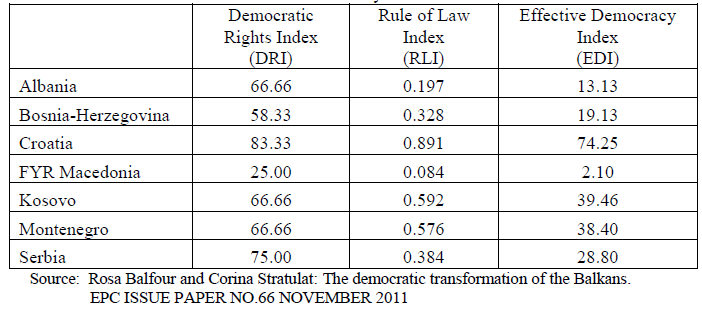 Democratic Rights Index (DRI) Rule of Law Index (RLI) Effective Democracy Index (EDI)
Albania 66.66 0.197 13.13
Bosnia-Herzegovina 58.33 0.328 19.13
Croatia 83.33 0.891 74.25
FYR Macedonia 25.00 0.084 2.10
Kosovo 66.66 0.592 39.46
Montenegro 66.66 0.576 38.40
Serbia 75.00 0.384 28.80
Source: Rosa Balfour and Corina Stratulat: The democratic transformation of the Balkans.
EPC ISSUE PAPER NO.66 NOVEMBER 2011